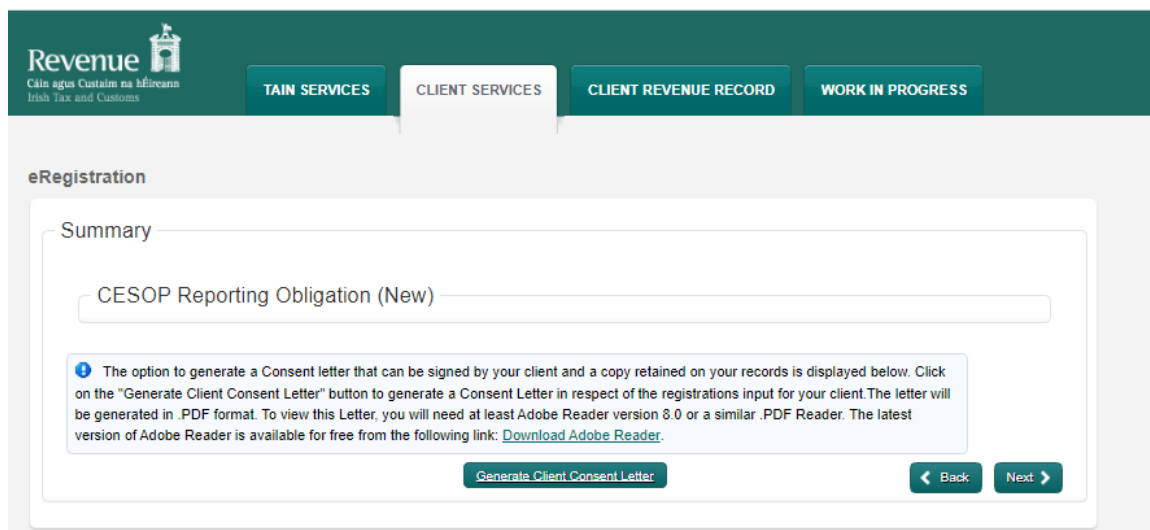 Revenue
Cáin agus Custaim na hÉireann
Irish Tax and Customs
TAIN SERVICES
CLIENT SERVICES
CLIENT REVENUE RECORD
WORK IN PROGRESS
eRegistration
Summary
CESOP Reporting Obligation (New)
The option to generate a Consent letter that can be signed by your client and a copy retained on your records is displayed below. Click
on the "Generate Client Consent Letter" button to generate a Consent Letter in respect of the registrations input for your client.The letter will
be generated in .PDF format. To view this Letter, you will need at least Adobe Reader version 8.0 or a similar .PDF Reader. The latest
version of Adobe Reader is available for free from the following link: Download Adobe Reader.
Generate Client Consent Letter
Back
Next